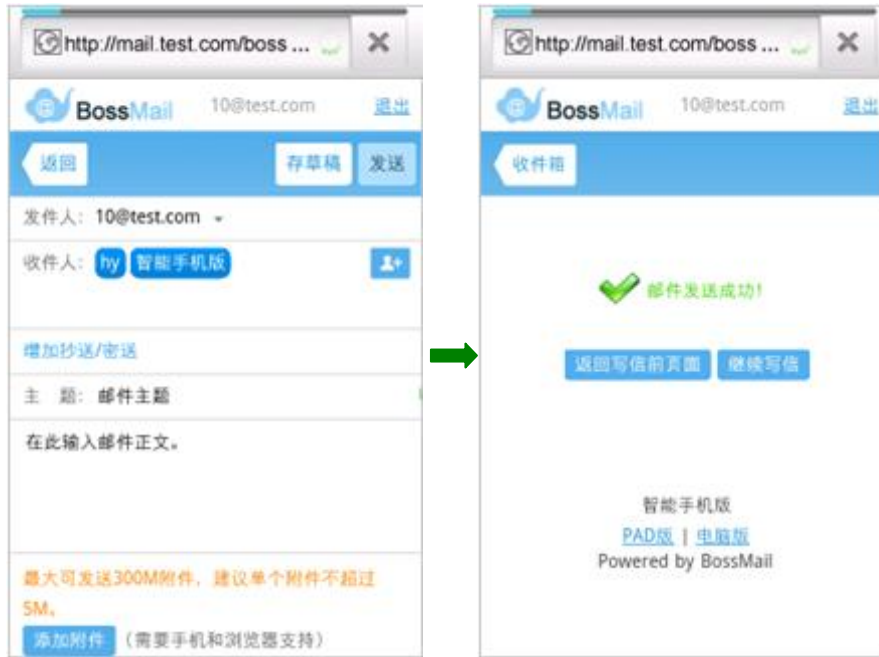 http://mail.test.com/boss ...
BossMail 10@test.com 退出
返回 存草稿 发送
发件人: 10@test.com
收件人: hy 智能手机版
增加抄送/密送
主 题: 邮件主题
在此输入邮件正文。
最大可发送300M附件，建议单个附件不超过
5M。
添加附件 (需要手机和浏览器支持)
http://mail.test.com/boss ...
BossMail 10@test.com 退出
收件箱
邮件发送成功!
返回写信前页面 继续写信
智能手机版
PAD版 | 电脑版
Powered by BossMail